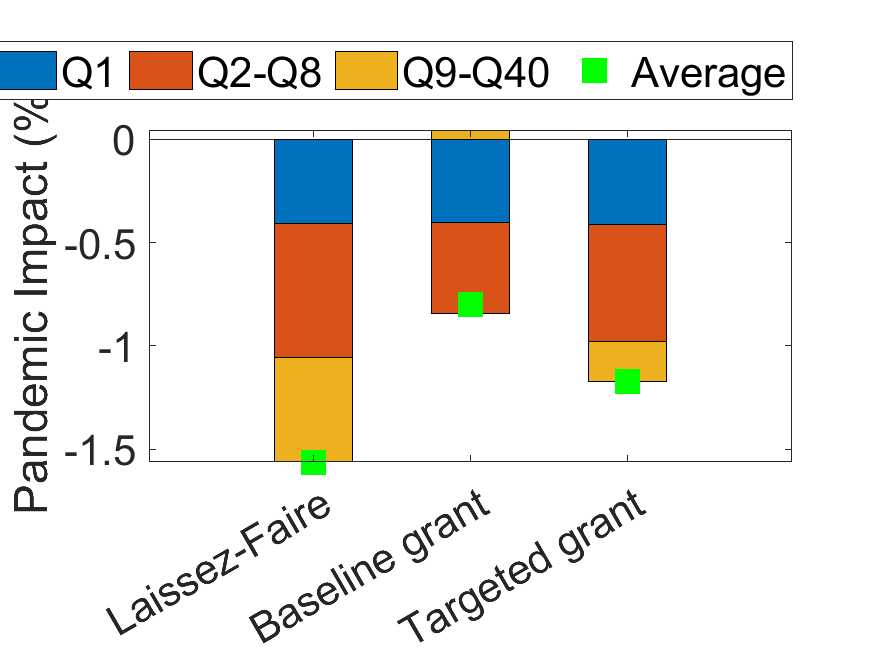 Q1 Q2-Q8 Q9-Q40 Average
Pandemic Impact (%
0
-0.5
-1
-1.5
Laissez-Faire
Baseline grant
Targeted grant